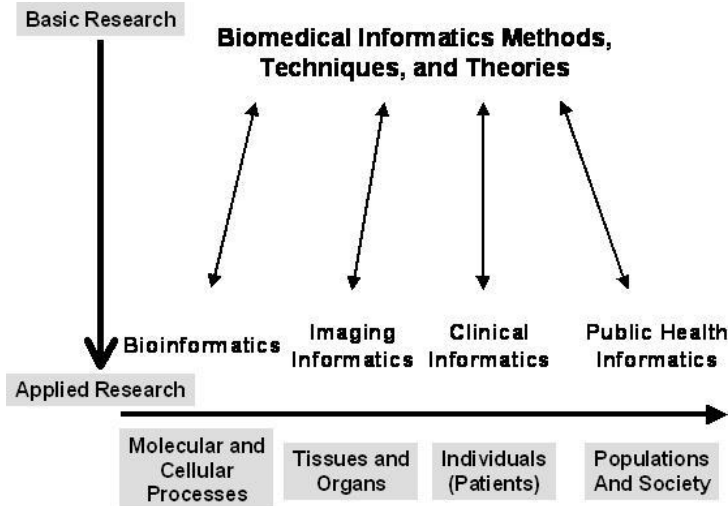 Basic Research
Biomedical Informatics Methods,
Techniques, and Theories
Bioinformatics
Imaging
Informatics
Clinical
Informatics
Public Health
Informatics
Applied Research
Molecular and
Cellular
Processes
Tissues and
Organs
Individuals
(Patients)
Populations
And Society